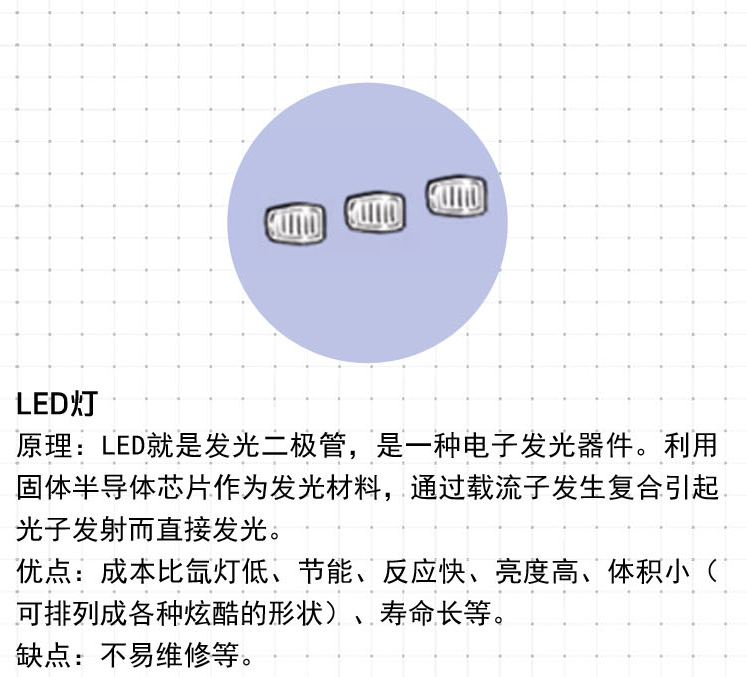 LED灯
原理：LED就是发光二极管，是一种电子发光器件。利用
固体半导体芯片作为发光材料，通过载流子发生复合引起
光子发射而直接发光。
优点：成本比氙灯低、节能、反应快、亮度高、体积小（
可排列成各种炫酷的形状）、寿命长等。
缺点：不易维修等。